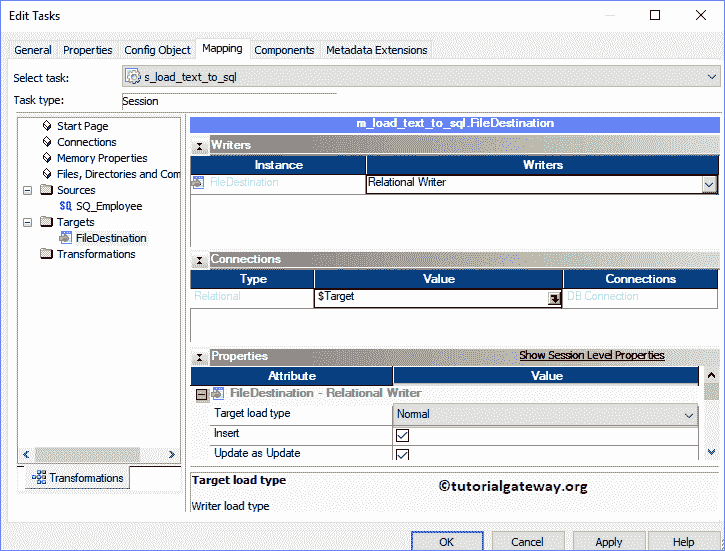 Edit Tasks
General Properties Config Object Mapping Components Metadata Extensions
Select task: s_load_text_to_sql
Task type: Session
Start Page
Connections
Memory Properties
Files, Directories and Com
Sources
SQ_Employee
Targets
FileDestination
Transformations
Transformations
m_load_text_to_sql.FileDestination
Writers
Instance Writers
FileDestination Relational Writer
Connections
Type Value Connections
Relational $Target DB Connection
Properties Show Session Level Properties
Attribute Value
FileDestination - Relational Writer
Target load type Normal
Insert
Update as Update
Target load type
©tutorialgateway.org
Writer load type
OK Cancel Apply Help